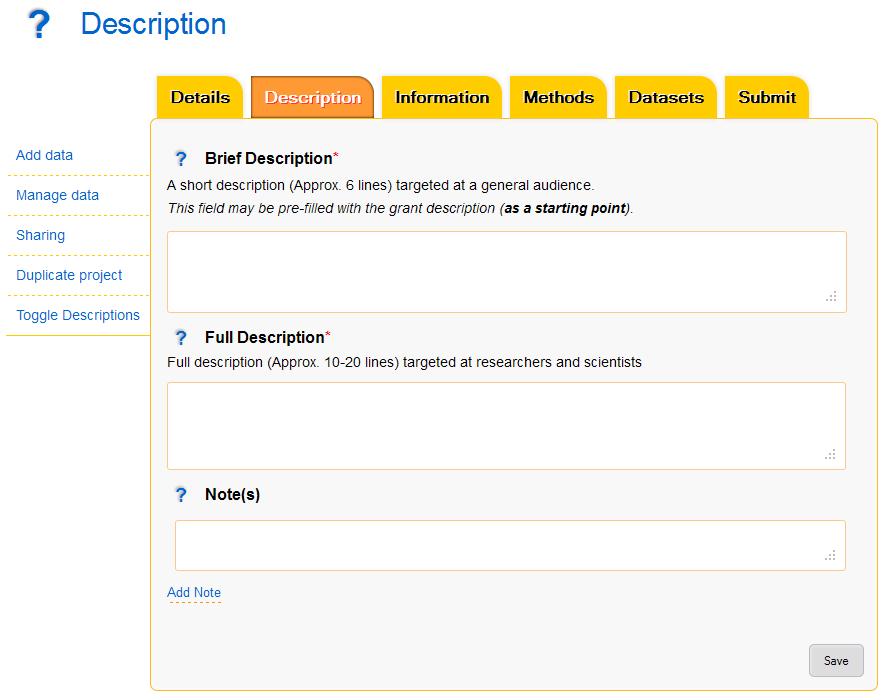 ? Description
Details Description Information Methods Datasets Submit
Add data
Manage data
Sharing
Duplicate project
Toggle Descriptions
? Brief Description*
A short description (Approx. 6 lines) targeted at a general audience.
This field may be pre-filled with the grant description (as a starting point).
? Full Description*
Full description (Approx. 10-20 lines) targeted at researchers and scientists
? Note(s)
Add Note
Save